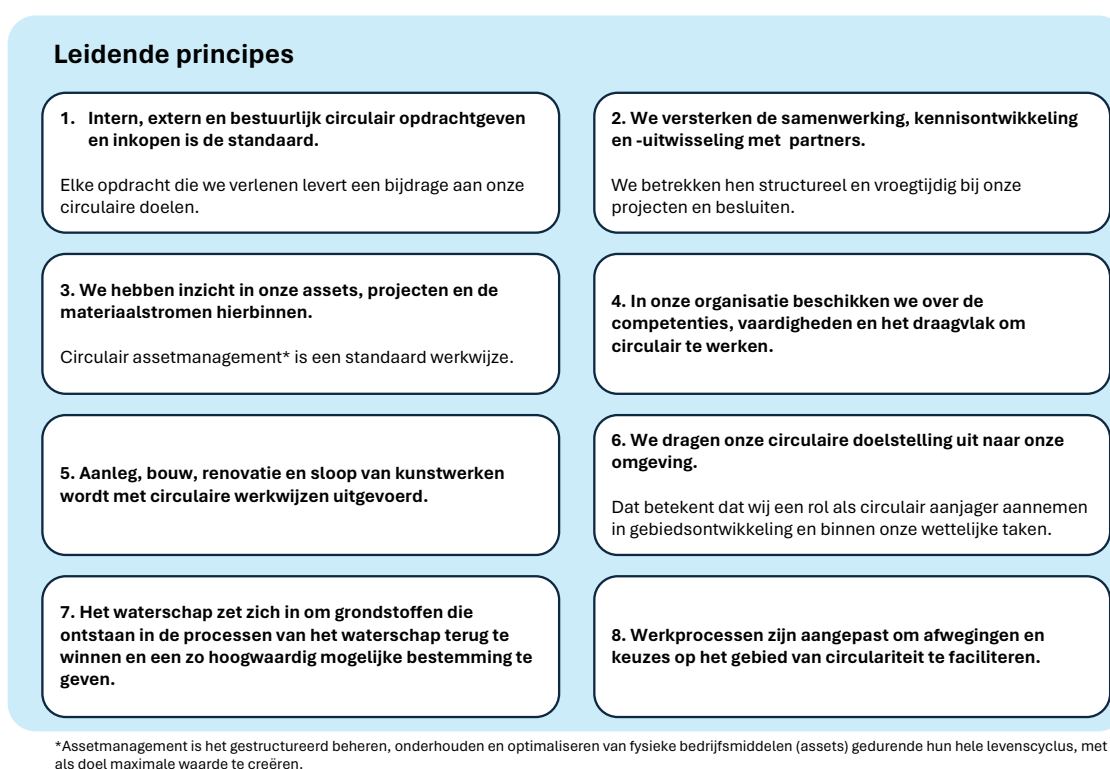 Leidende principes
1. Intern, extern en bestuurlijk circulair opdrachtgeven
en inkopen is de standaard.
Elke opdracht die we verlenen levert een bijdrage aan onze
circulaire doelen.
2. We versterken de samenwerking, kennisontwikkeling
en -uitwisseling met partners.
We betrekken hen structureel en vroegtijdig bij onze
projecten en besluiten.
3. We hebben inzicht in onze assets, projecten en de
materiaalstromen hierbinnen.
Circulair assetmanagement* is een standaard werkwijze.
4. In onze organisatie beschikken we over de
competenties, vaardigheden en het draagvlak om
circulair te werken.
5. Aanleg, bouw, renovatie en sloop van kunstwerken
wordt met circulaire werkwijzen uitgevoerd.
6. We dragen onze circulaire doelstelling uit naar onze
omgeving.
Dat betekent dat wij een rol als circulair aanjager aannemen
in gebiedsontwikkeling en binnen onze wettelijke taken.
7. Het waterschap zet zich in om grondstoffen die
ontstaan in de processen van het waterschap terug te
winnen en een zo hoogwaardig mogelijke bestemming te
geven.
8. Werkprocessen zijn aangepast om afwegingen en
keuzes op het gebied van circulariteit te faciliteren.
*Assetmanagement is het gestructureerd beheren, onderhouden en optimaliseren van fysieke bedrijfsmiddelen (assets) gedurende hun hele levenscyclus, met
als doel maximale waarde te creëren.